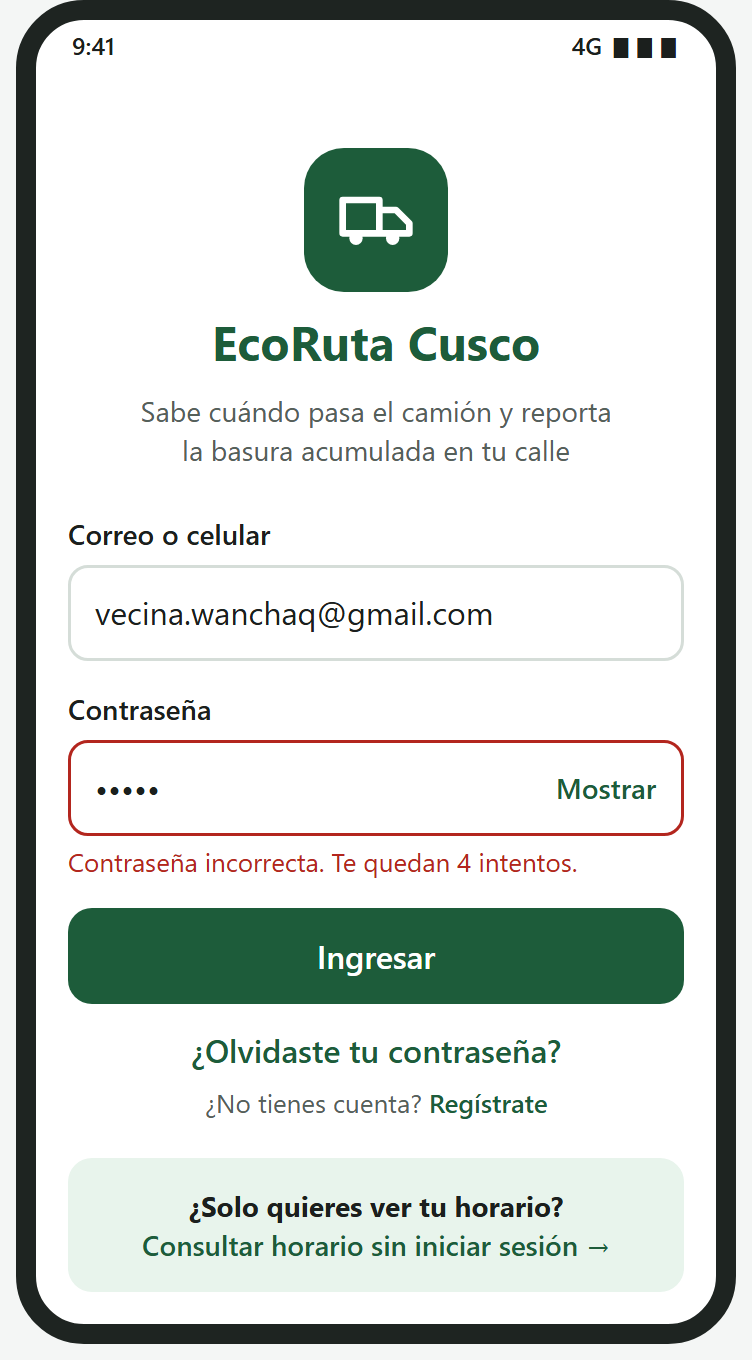 9:41
4G
EcoRuta Cusco
Sabe cuándo pasa el camión y reporta
la basura acumulada en tu calle
Correo o celular
vecina.wanchaq@gmail.com
Contraseña
•••••
Mostrar
Contraseña incorrecta. Te quedan 4 intentos.
Ingresar
¿Olvidaste tu contraseña?
¿No tienes cuenta? Regístrate
¿Solo quieres ver tu horario?
Consultar horario sin iniciar sesión →